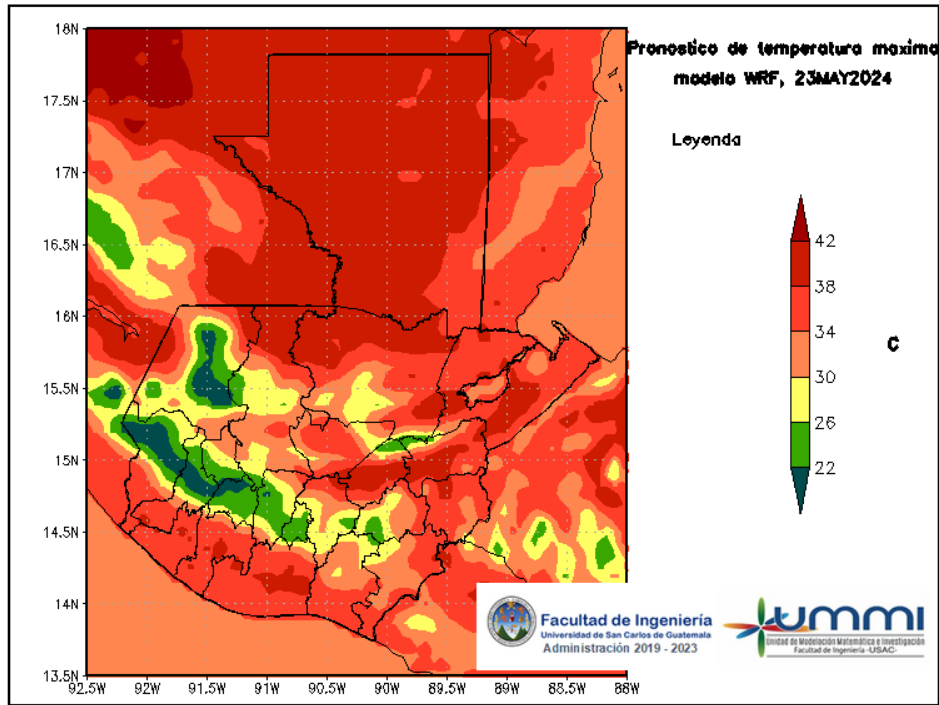 Pronostico de temperatura maxima
modelo WRF, 23MAY2024
Leyenda
18N
17.5N
17N
16.5N
16N
15.5N
15N
14.5N
14N
13.5N
92.5W
92W
91.5W
91W
90.5W
90W
89.5W
89W
88.5W
88W
42
38
34
30
26
22
C
Facultad de Ingeniería
Universidad de San Carlos de Guatemala
Administración 2019 - 2023
UMMI
Unidad de Modelación Matemática e Investigación
Facultad de Ingeniería -USAC-